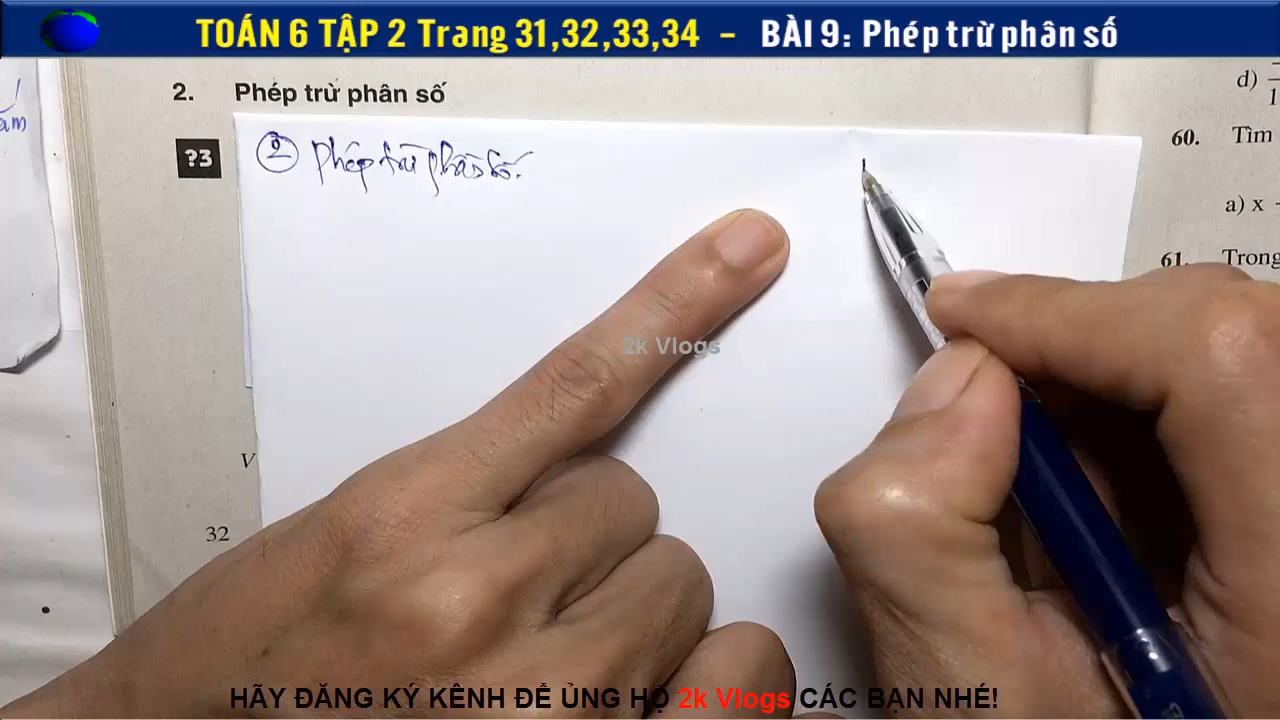 TOÁN 6 TẬP 2 Trang 31,32,33,34 - BÀI 9: Phép trừ phân số
2. Phép trừ phân số
?3
② Phép trừ phân số.
d)
1
60. Tìm
a) x -
61. Trong
2k Vlogs
V
32
HÃY ĐĂNG KÝ KÊNH ĐỂ ỦNG HỘ 2k Vlogs CÁC BẠN NHÉ!